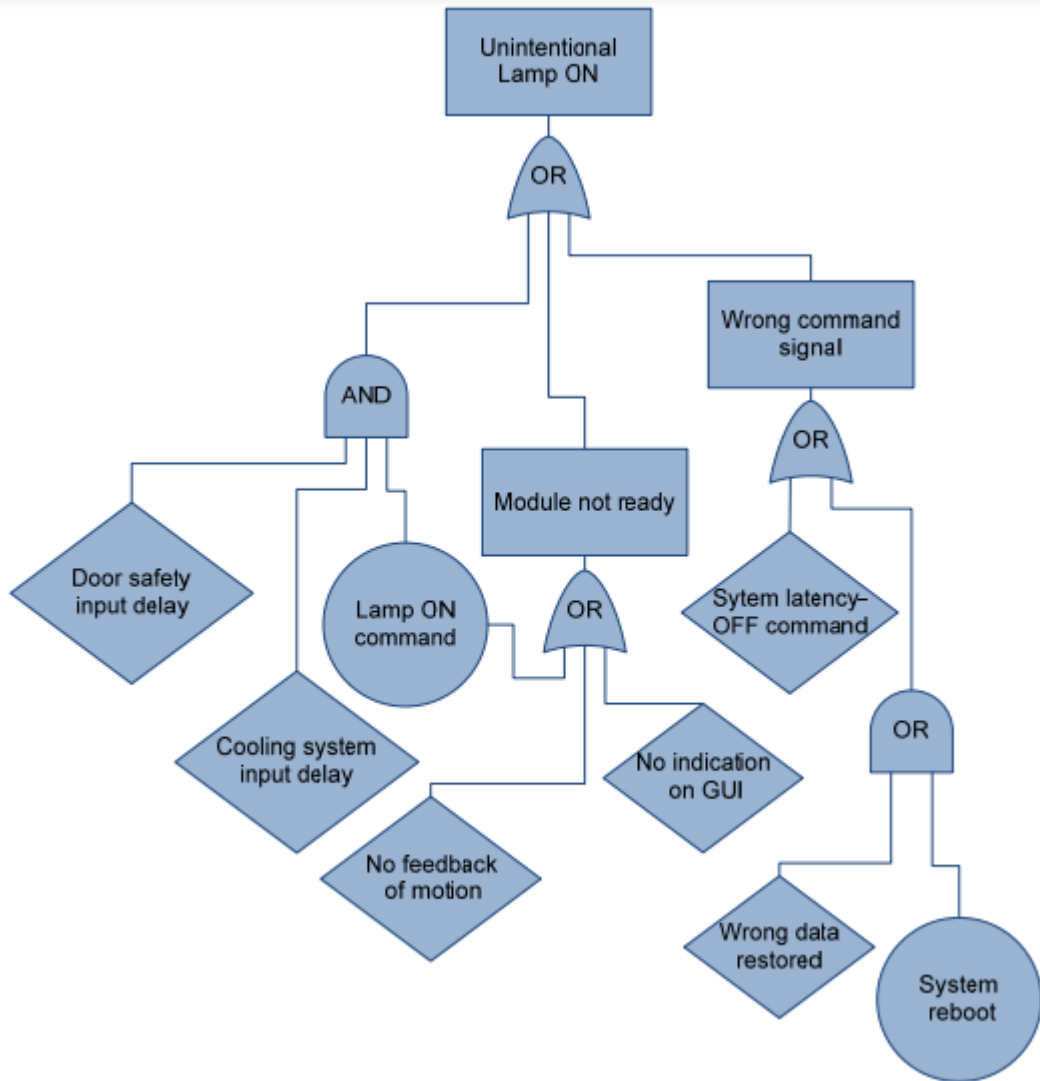 Unintentional
Lamp ON
OR
Wrong command
signal
AND
OR
Module not ready
Door safety
input delay
Lamp ON
command
OR
Sytem latency–
OFF command
Cooling system
input delay
No indication
on GUI
OR
No feedback
of motion
Wrong data
restored
System
reboot